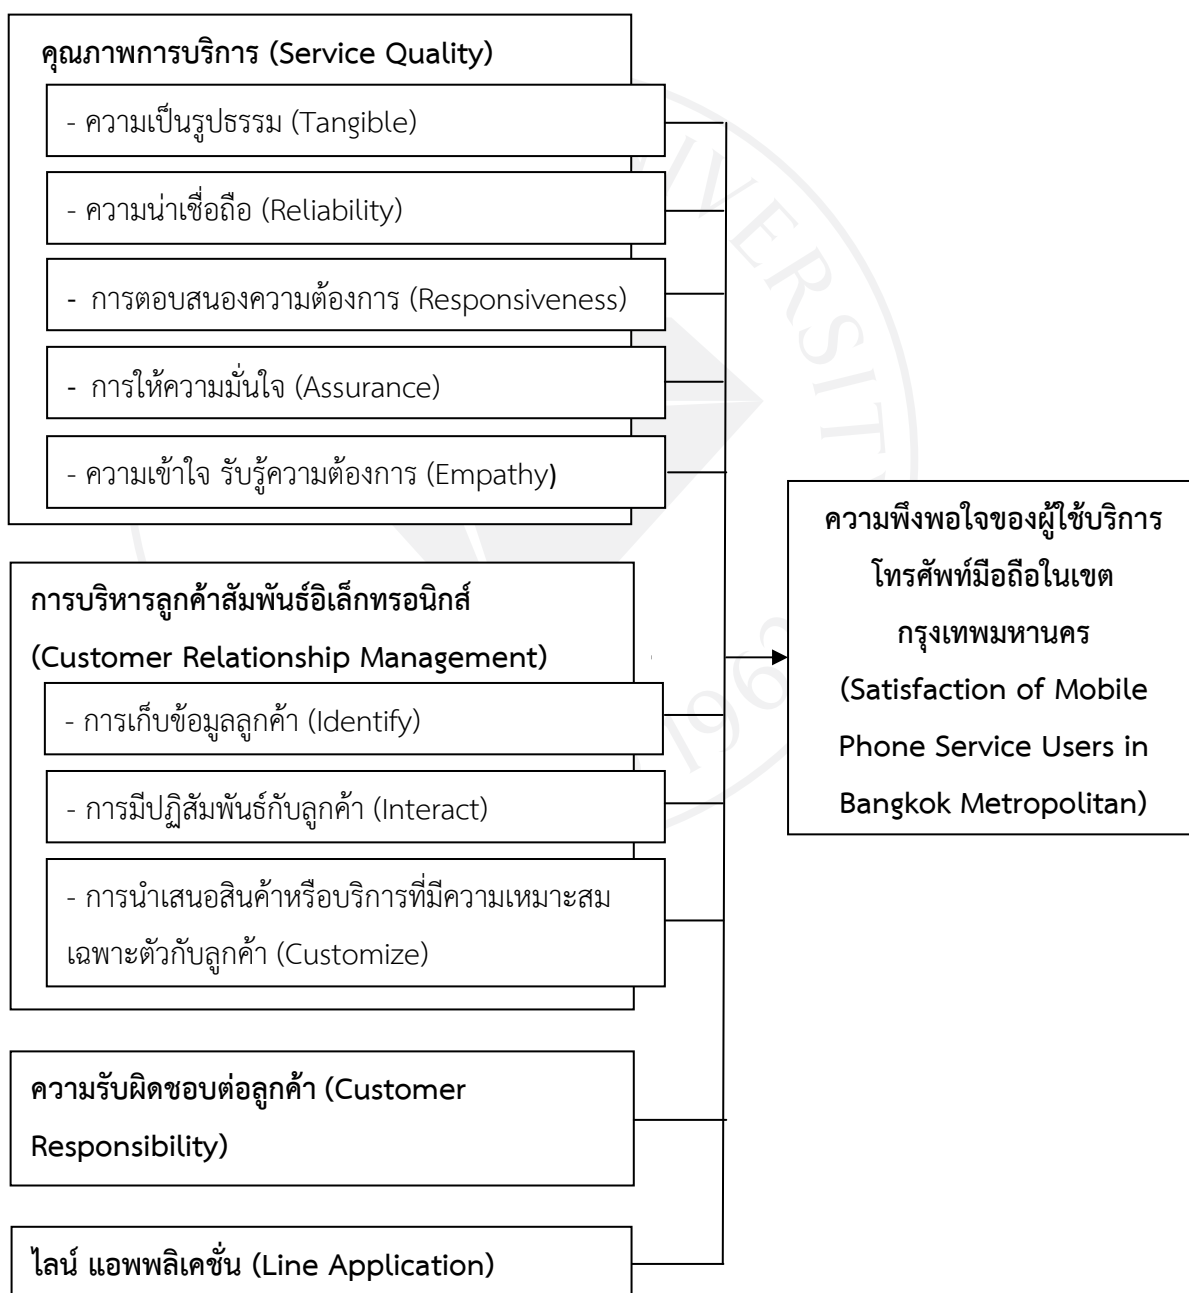 คุณภาพการบริการ (Service Quality)
- ความเป็นรูปธรรม (Tangible)
- ความน่าเชื่อถือ (Reliability)
- การตอบสนองความต้องการ (Responsiveness)
- การให้ความมั่นใจ (Assurance)
- ความเข้าใจ รับรู้ความต้องการ (Empathy)
การบริหารลูกค้าสัมพันธ์อิเล็กทรอนิกส์
(Customer Relationship Management)
- การเก็บข้อมูลลูกค้า (Identify)
- การมีปฏิสัมพันธ์กับลูกค้า (Interact)
- การนำเสนอสินค้าหรือบริการที่มีความเหมาะสม
เฉพาะตัวกับลูกค้า (Customize)
ความรับผิดชอบต่อลูกค้า (Customer
Responsibility)
ไลน์ แอพพลิเคชั่น (Line Application)
ความพึงพอใจของผู้ใช้บริการ
โทรศัพท์มือถือในเขต
กรุงเทพมหานคร
(Satisfaction of Mobile
Phone Service Users in
Bangkok Metropolitan)